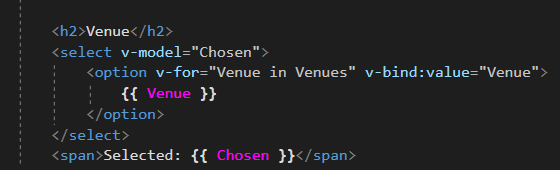 <h2>Venue</h2>
<select v-model="Chosen">
<option v-for="Venue in Venues" v-bind:value="Venue">
{{ Venue }}
</option>
</select>
<span>Selected: {{ Chosen }}</span>